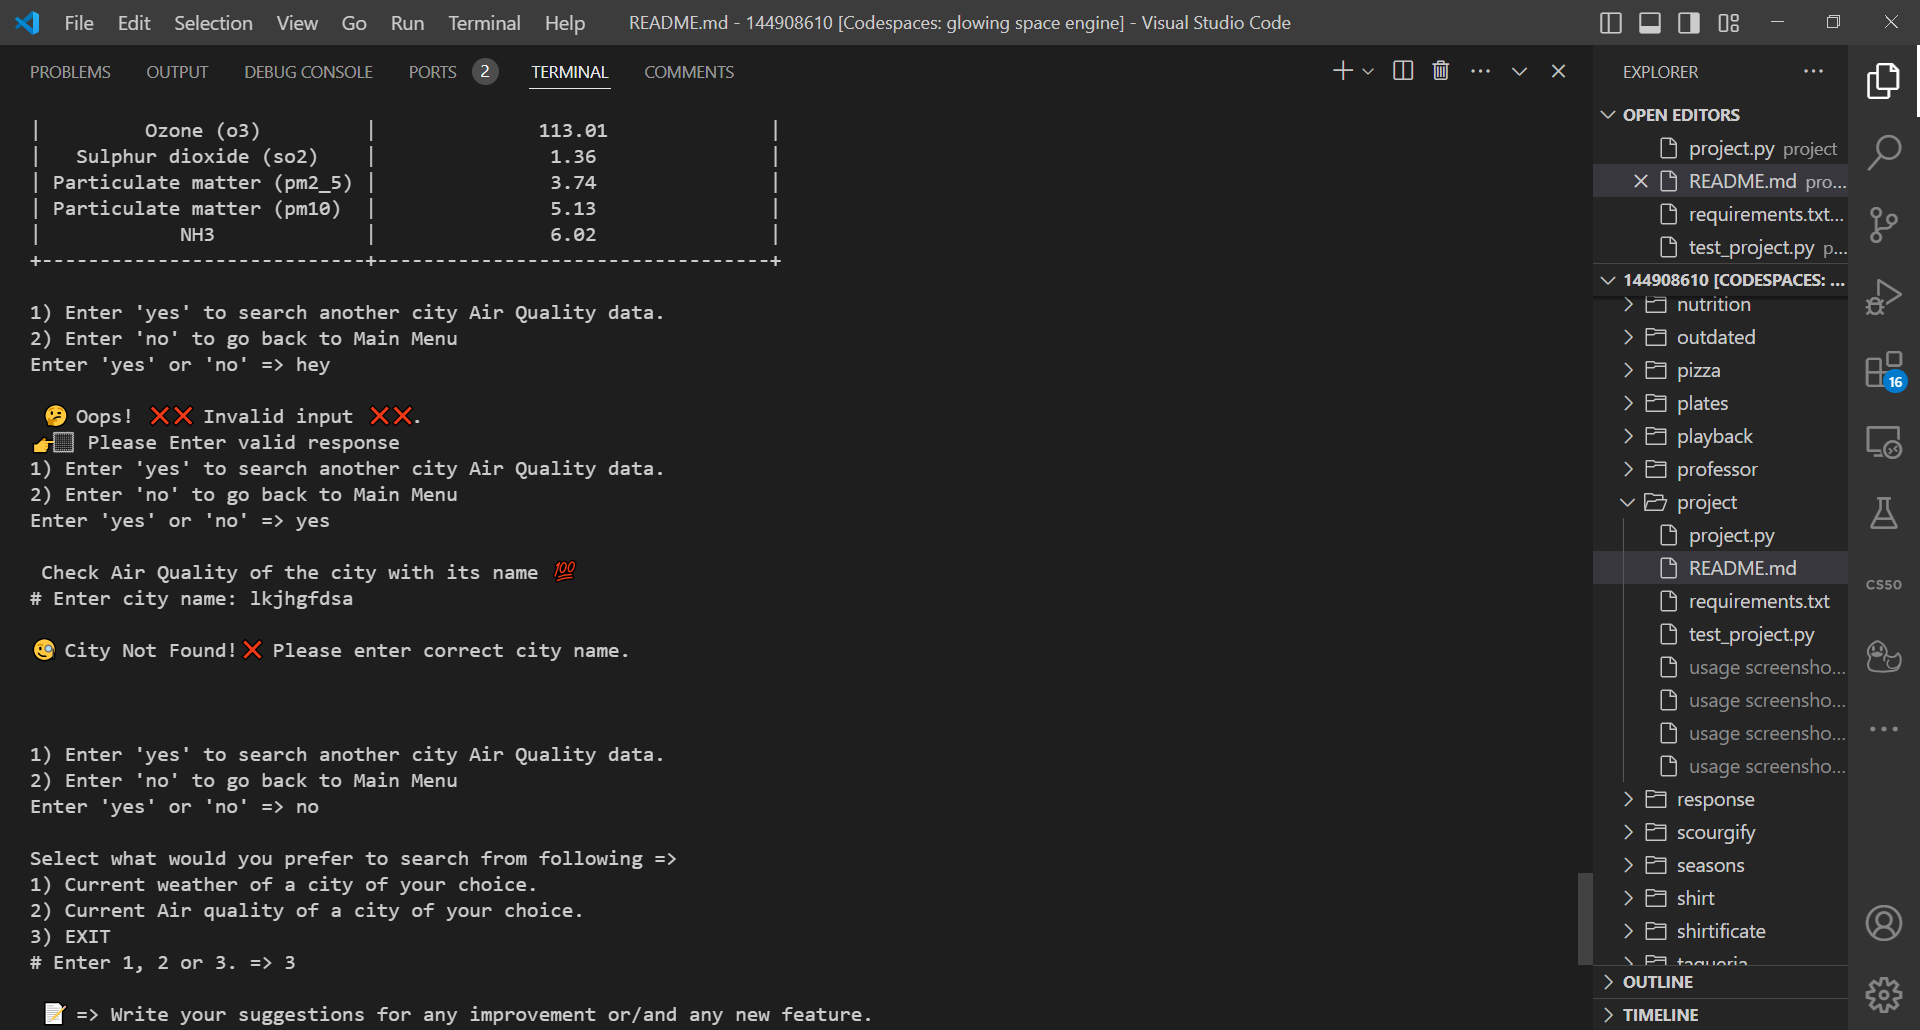 File Edit Selection View Go Run Terminal Help README.md - 144908610 [Codespaces: glowing space engine] - Visual Studio Code
PROBLEMS OUTPUT DEBUG CONSOLE PORTS 2 TERMINAL COMMENTS
| Ozone (o3) | 113.01 |
| Sulphur dioxide (so2) | 1.36 |
| Particulate matter (pm2_5) | 3.74 |
| Particulate matter (pm10) | 5.13 |
| NH3 | 6.02 |
+-----------------------------+----------------------------------+
1) Enter 'yes' to search another city Air Quality data.
2) Enter 'no' to go back to Main Menu
Enter 'yes' or 'no' => hey
🤔 Oops! ❌❌ Invalid input ❌❌.
👉 Please Enter valid response
1) Enter 'yes' to search another city Air Quality data.
2) Enter 'no' to go back to Main Menu
Enter 'yes' or 'no' => yes
Check Air Quality of the city with its name 💯
# Enter city name: lkjhgfdsa
🧐 City Not Found!❌ Please enter correct city name.
1) Enter 'yes' to search another city Air Quality data.
2) Enter 'no' to go back to Main Menu
Enter 'yes' or 'no' => no
Select what would you prefer to search from following =>
1) Current weather of a city of your choice.
2) Current Air quality of a city of your choice.
3) EXIT
# Enter 1, 2 or 3. => 3
📝 => Write your suggestions for any improvement or/and any new feature.
EXPLORER
OPEN EDITORS
project.py project
README.md pro...
requirements.txt...
test_project.py p...
144908610 [CODESPACES: ...
nutrition
outdated
pizza
plates
playback
professor
project
project.py
README.md
requirements.txt
test_project.py
usage screensho...
usage screensho...
usage screensho...
usage screensho...
response
scourgify
seasons
shirt
shirtificate
taqueria
OUTLINE
TIMELINE
16
CS50